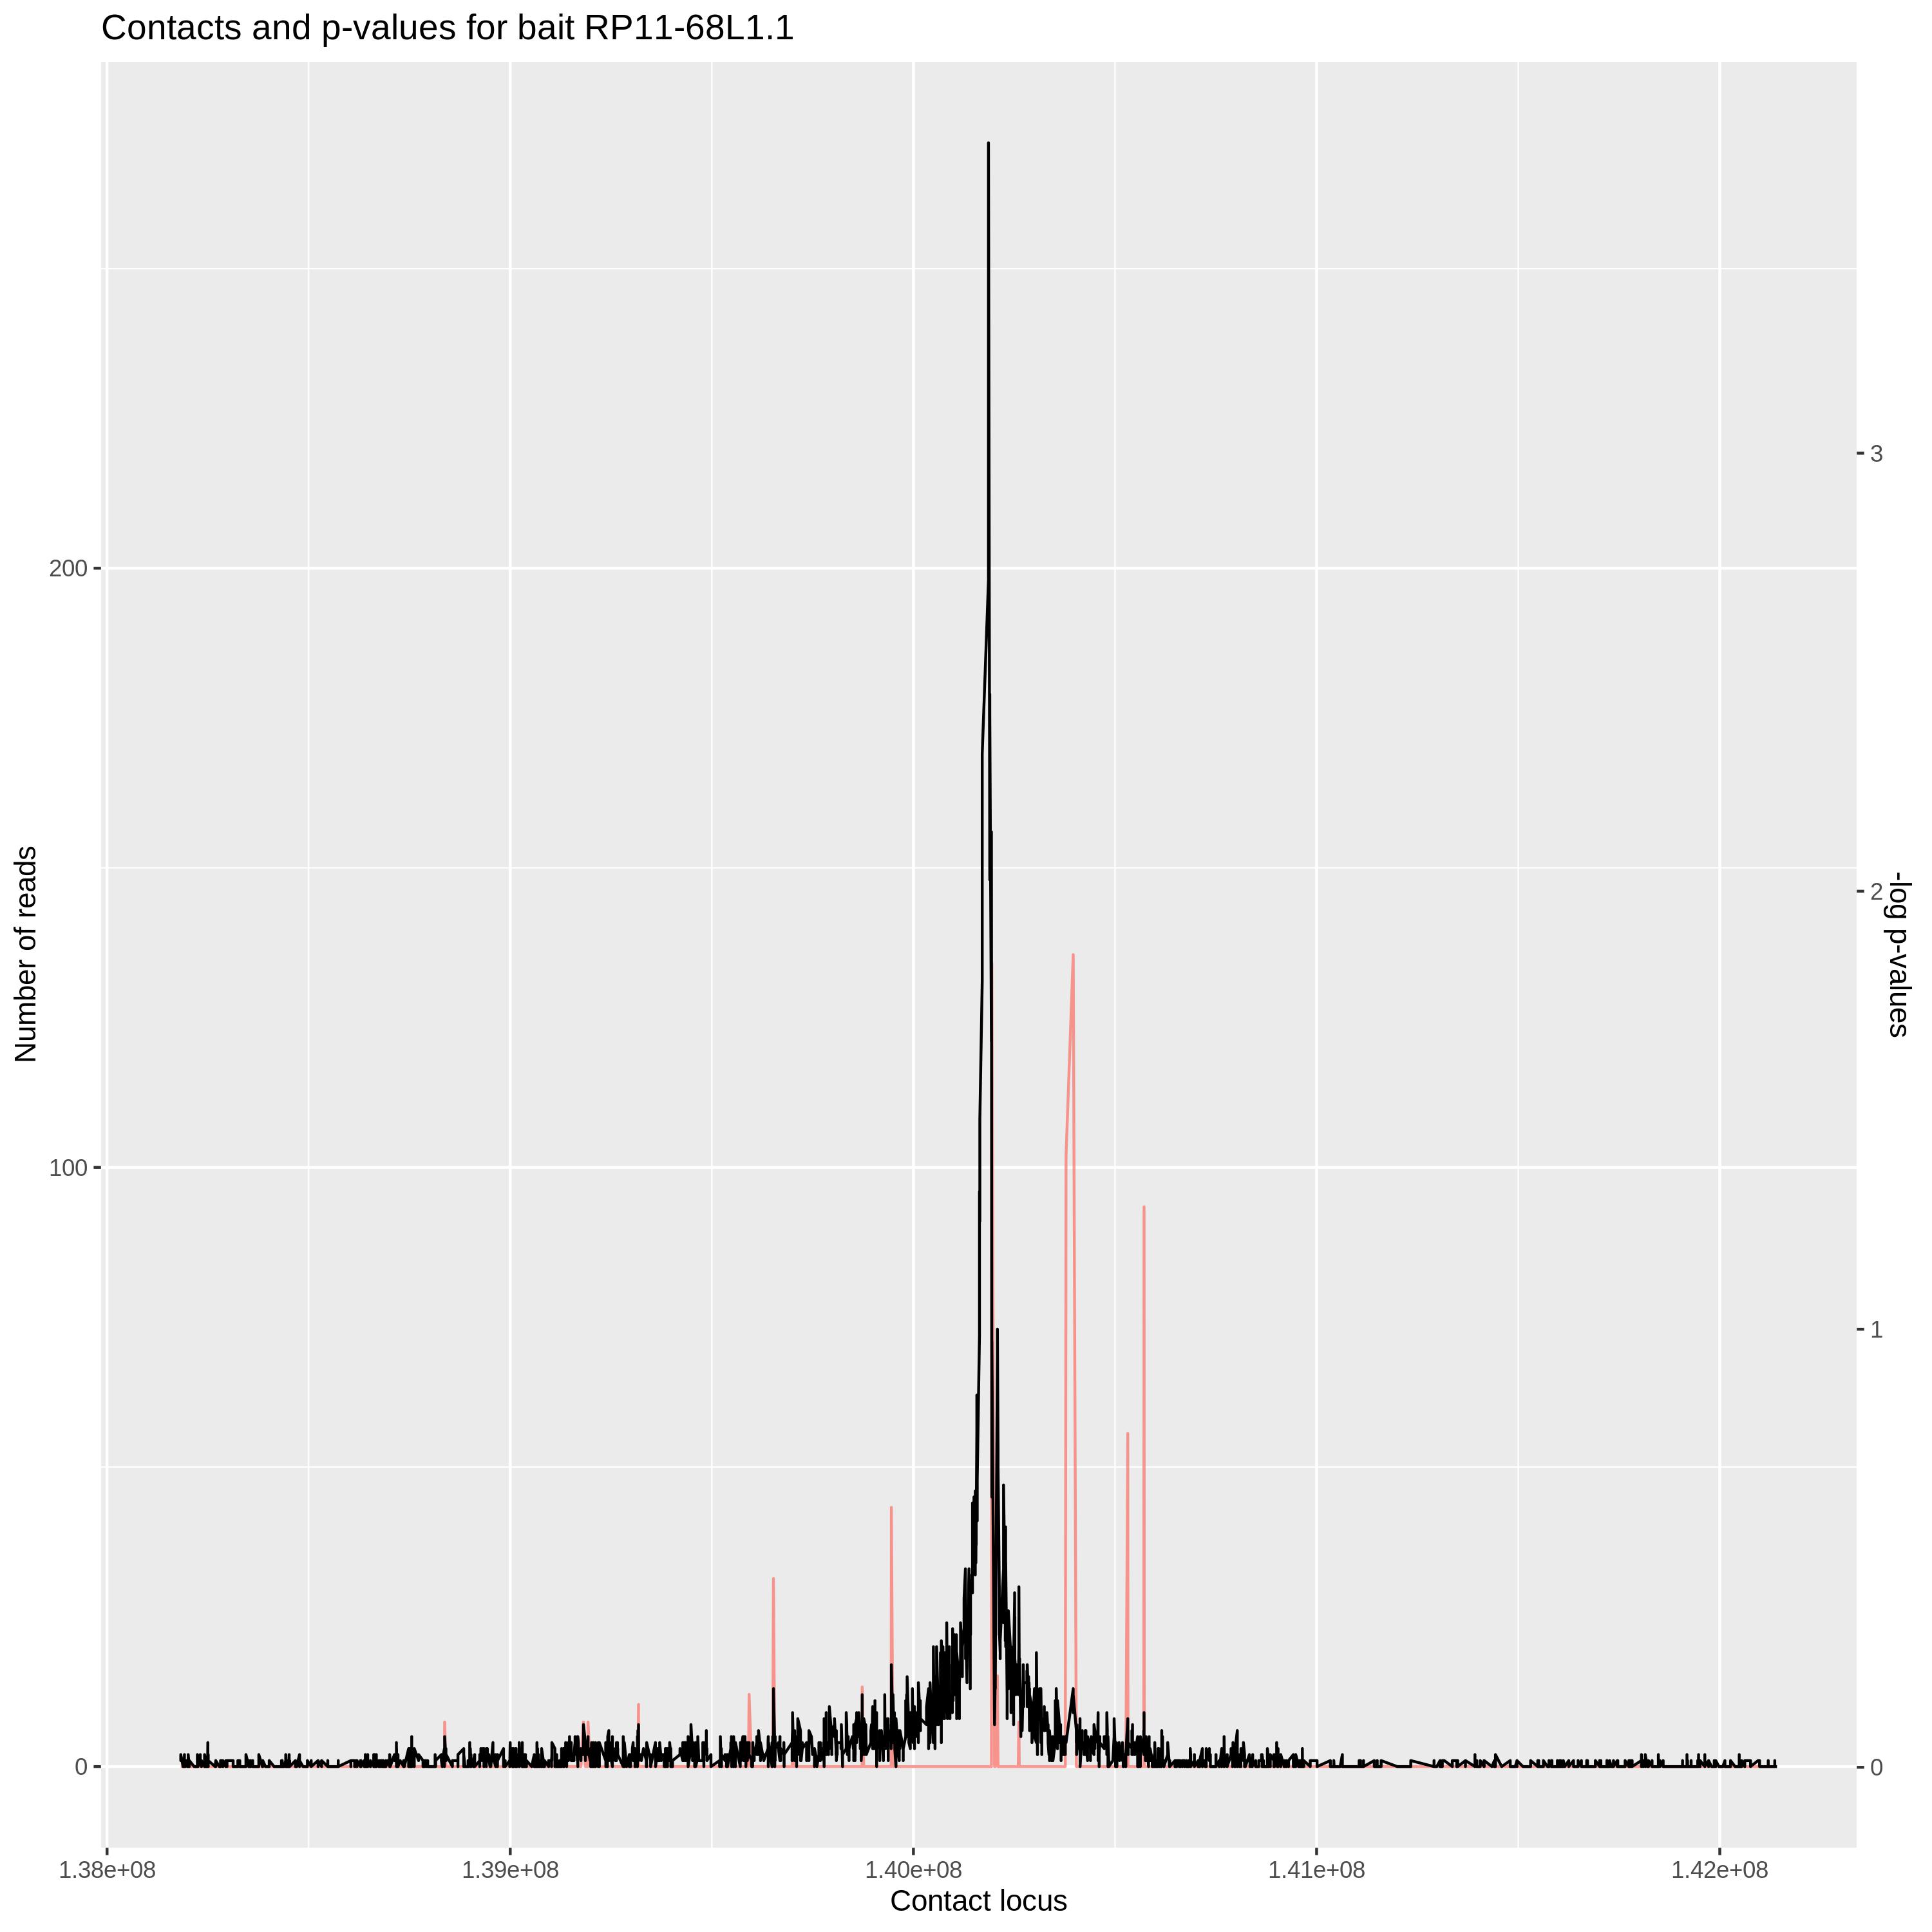 Contacts and p-values for bait RP11-68L1.1
Number of reads
200
100
0
3
2
1
0
-log p-values
1.38e+08 1.39e+08 1.40e+08 1.41e+08 1.42e+08
Contact locus